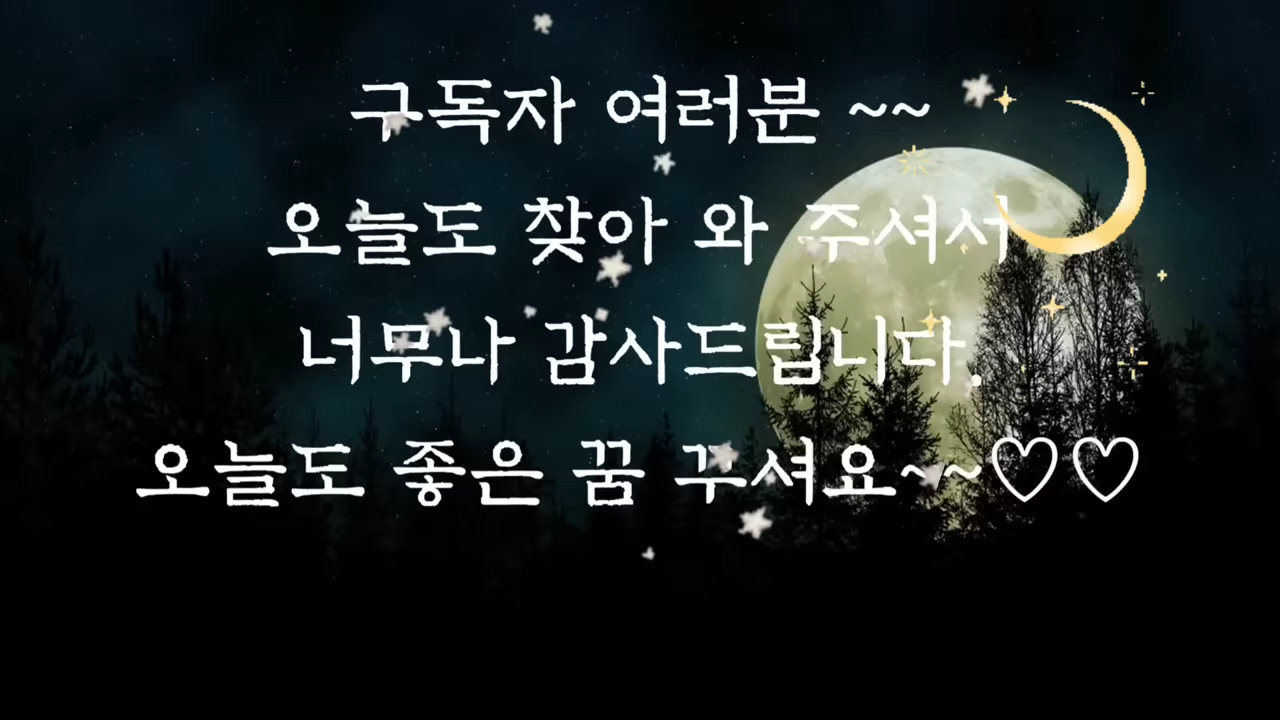 구독자 여러분 ~~
오늘도 찾아 와 주셔서
너무나 감사드립니다.
오늘도 좋은 꿈 꾸셔요~~♡♡